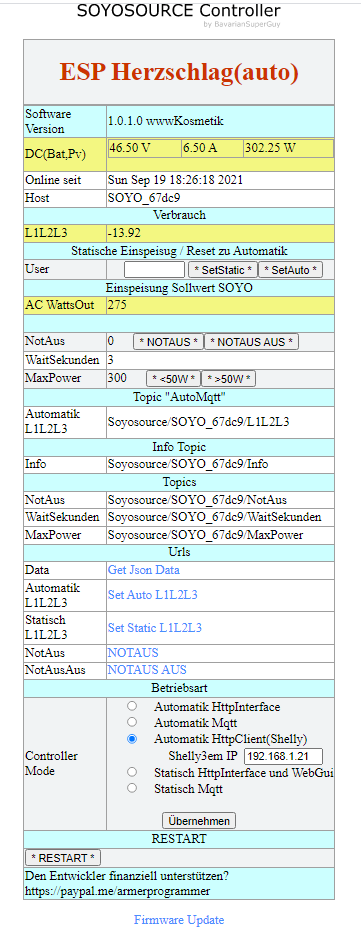 SOYOSOURCE Controller
by BavarianSuperGuy
ESP Herzschlag(auto)
Software Version 1.0.1.0 wwwKosmetik
DC(Bat,Pv) 46.50 V 6.50 A 302.25 W
Online seit Sun Sep 19 18:26:18 2021
Host SOYO_67dc9
Verbrauch
L1L2L3 -13.92
Statische Einspeisug / Reset zu Automatik
User * SetStatic * * SetAuto *
Einspeisung Sollwert SOYO
AC WattsOut 275
NotAus 0 * NOTAUS * * NOTAUS AUS *
WaitSekunden 3
MaxPower 300 * <50W * * >50W *
Topic "AutoMqtt"
Automatik L1L2L3 Soyosource/SOYO_67dc9/L1L2L3
Info Topic
Info Soyosource/SOYO_67dc9/Info
Topics
NotAus Soyosource/SOYO_67dc9/NotAus
WaitSekunden Soyosource/SOYO_67dc9/WaitSekunden
MaxPower Soyosource/SOYO_67dc9/MaxPower
Urls
Data Get Json Data
Automatik L1L2L3 Set Auto L1L2L3
Statisch L1L2L3 Set Static L1L2L3
NotAus NOTAUS
NotAusAus NOTAUS AUS
Betriebsart
Controller Mode
Automatik HttpInterface
Automatik Mqtt
Automatik HttpClient(Shelly)
Shelly3em IP 192.168.1.21
Statisch HttpInterface und WebGui
Statisch Mqtt
Übernehmen
RESTART
* RESTART *
Den Entwickler finanziell unterstützen?
https://paypal.me/armerprogrammer
Firmware Update